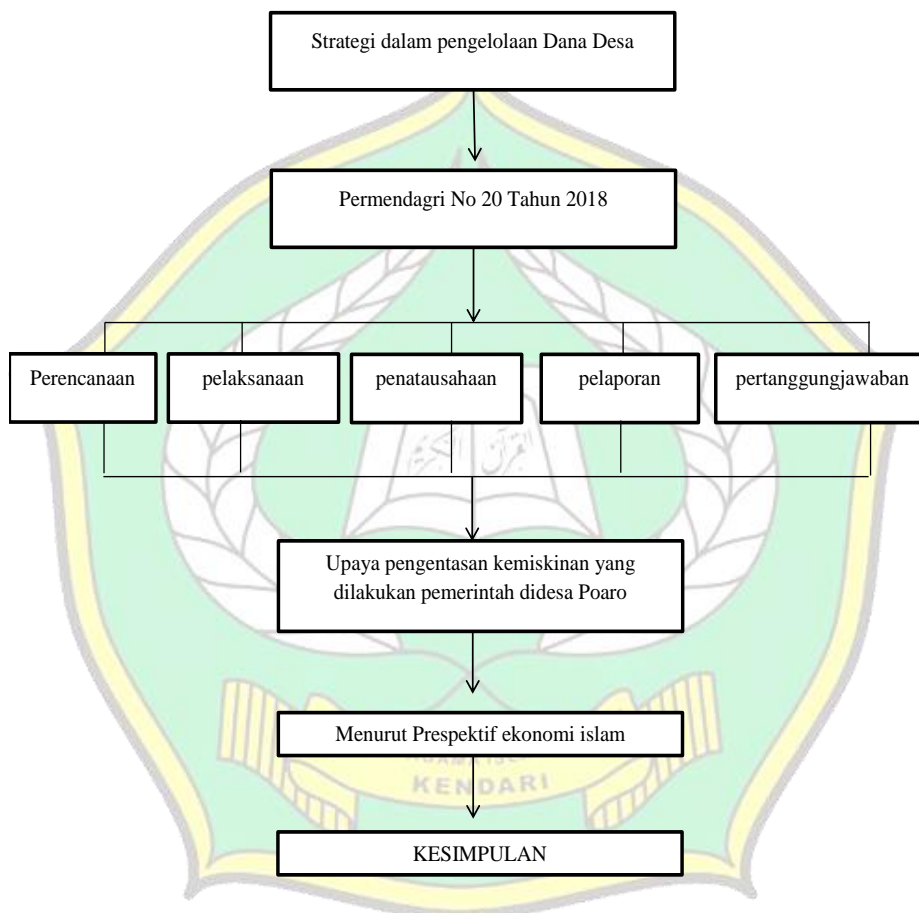 Strategi dalam pengelolaan Dana Desa
Permendagri No 20 Tahun 2018
Perencanaan
pelaksanaan
penatausahaan
pelaporan
pertanggungjawaban
Upaya pengentasan kemiskinan yang
dilakukan pemerintah didesa Poaro
Menurut Prespektif ekonomi islam
KENDARI
KESIMPULAN